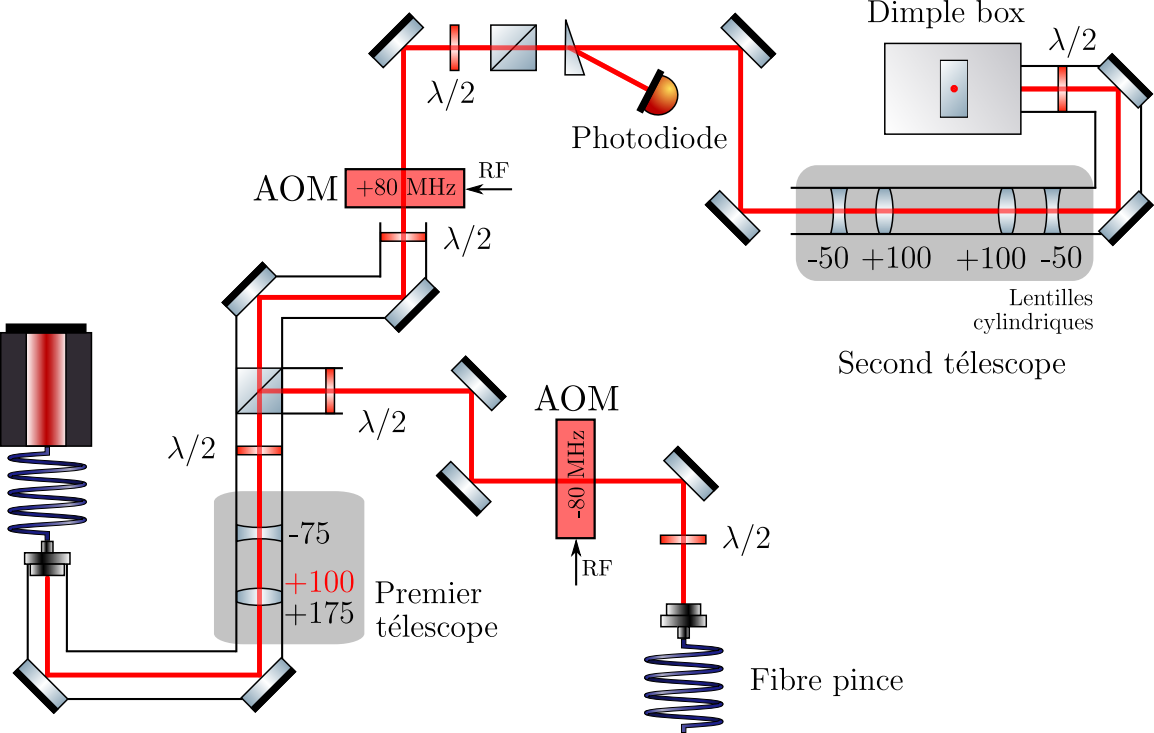 Dimple box
λ/2
λ/2
Photodiode
RF
AOM
+80 MHz
λ/2
-50
+100
+100
-50
Lentilles
cylindriques
Second télescope
AOM
λ/2
λ/2
-80 MHz
-75
λ/2
RF
+100
+175
Premier
télescope
Fibre pince